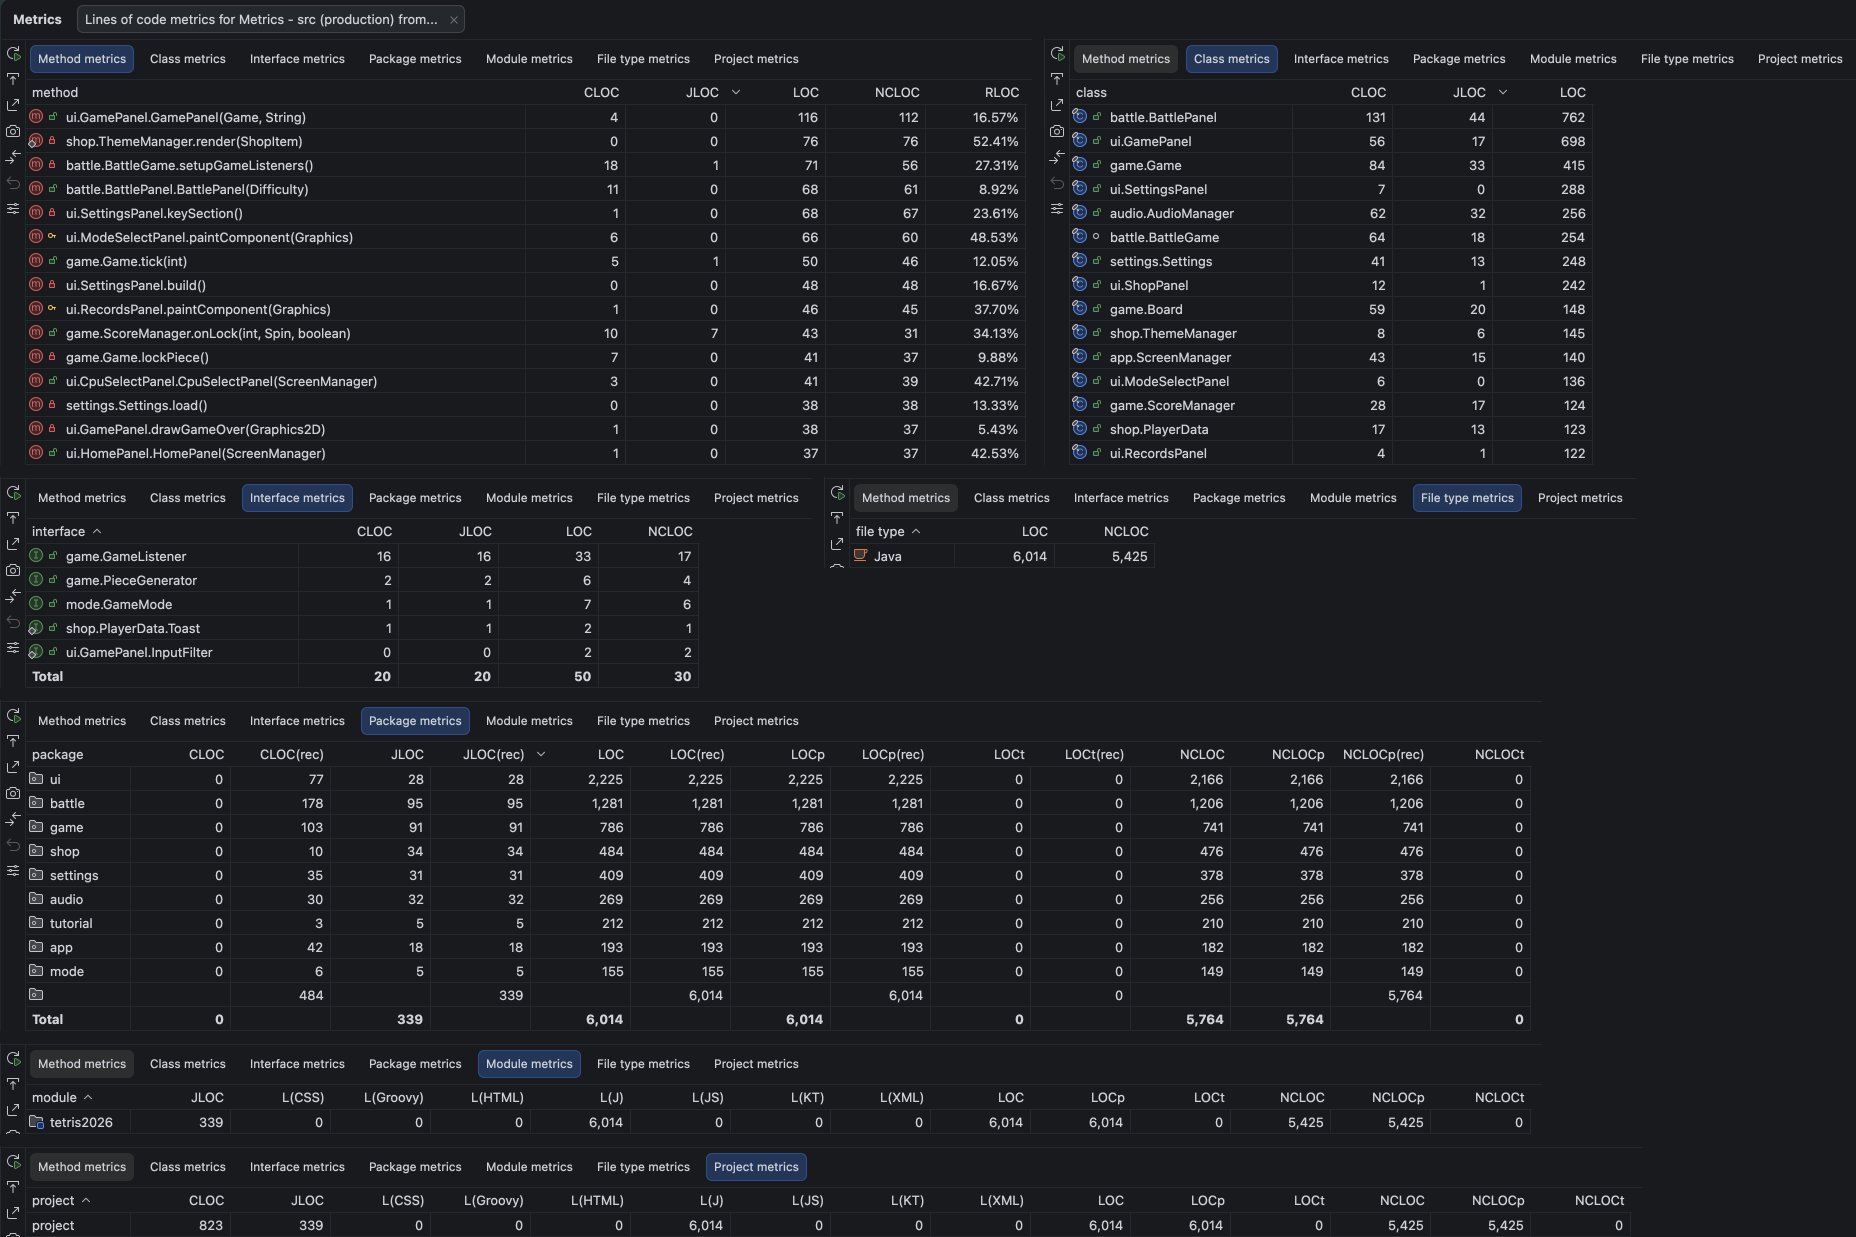 Metrics Lines of code metrics for Metrics - src (production) from...
Method metrics Class metrics Interface metrics Package metrics Module metrics File type metrics Project metrics
method CLOC JLOC LOC NCLOC RLOC
ui.GamePanel.GamePanel(Game, String) 4 0 116 112 16.57%
shop.ThemeManager.render(ShopItem) 0 0 76 76 52.41%
battle.BattleGame.setupGameListeners() 18 1 71 56 27.31%
battle.BattlePanel.BattlePanel(Difficulty) 11 0 68 61 8.92%
ui.SettingsPanel.keySection() 1 0 68 67 23.61%
ui.ModeSelectPanel.paintComponent(Graphics) 6 0 66 60 48.53%
game.Game.tick(int) 5 1 50 46 12.05%
ui.SettingsPanel.build() 0 0 48 48 16.67%
ui.RecordsPanel.paintComponent(Graphics) 1 0 46 45 37.70%
game.ScoreManager.onLock(int, Spin, boolean) 10 7 43 31 34.13%
game.Game.lockPiece() 7 0 41 37 9.88%
ui.CpuSelectPanel.CpuSelectPanel(ScreenManager) 3 0 41 39 42.71%
settings.Settings.load() 0 0 38 38 13.33%
ui.GamePanel.drawGameOver(Graphics2D) 1 0 38 37 5.43%
ui.HomePanel.HomePanel(ScreenManager) 1 0 37 37 42.53%
Method metrics Class metrics Interface metrics Package metrics Module metrics File type metrics Project metrics
class CLOC JLOC LOC
battle.BattlePanel 131 44 762
ui.GamePanel 56 17 698
game.Game 84 33 415
ui.SettingsPanel 7 0 288
audio.AudioManager 62 32 256
battle.BattleGame 64 18 254
settings.Settings 41 13 248
ui.ShopPanel 12 1 242
game.Board 59 20 148
shop.ThemeManager 8 6 145
app.ScreenManager 43 15 140
ui.ModeSelectPanel 6 0 136
game.ScoreManager 28 17 124
shop.PlayerData 17 13 123
ui.RecordsPanel 4 1 122
Method metrics Class metrics Interface metrics Package metrics Module metrics File type metrics Project metrics
interface CLOC JLOC LOC NCLOC
game.GameListener 16 16 33 17
game.PieceGenerator 2 2 6 4
mode.GameMode 1 1 7 6
shop.PlayerData.Toast 1 1 2 1
ui.GamePanel.InputFilter 0 0 2 2
Total 20 20 50 30
Method metrics Class metrics Interface metrics Package metrics Module metrics File type metrics Project metrics
file type LOC NCLOC
Java 6,014 5,425
Method metrics Class metrics Interface metrics Package metrics Module metrics File type metrics Project metrics
package CLOC CLOC(rec) JLOC JLOC(rec) LOC LOC(rec) LOCp LOCp(rec) LOCt LOCt(rec) NCLOC NCLOCp NCLOCp(rec) NCLOCt
ui 0 77 28 28 2,225 2,225 2,225 2,225 0 0 2,166 2,166 2,166 0
battle 0 178 95 95 1,281 1,281 1,281 1,281 0 0 1,206 1,206 1,206 0
game 0 103 91 91 786 786 786 786 0 0 741 741 741 0
shop 0 10 34 34 484 484 484 484 0 0 476 476 476 0
settings 0 35 31 31 409 409 409 409 0 0 378 378 378 0
audio 0 30 32 32 269 269 269 269 0 0 256 256 256 0
tutorial 0 3 5 5 212 212 212 212 0 0 210 210 210 0
app 0 42 18 18 193 193 193 193 0 0 182 182 182 0
mode 0 6 5 5 155 155 155 155 0 0 149 149 149 0
484 339 6,014 6,014 0 5,764
Total 0 339 6,014 6,014 0 5,764 5,764 0
Method metrics Class metrics Interface metrics Package metrics Module metrics File type metrics Project metrics
module JLOC L(CSS) L(Groovy) L(HTML) L(J) L(JS) L(KT) L(XML) LOC LOCp LOCt NCLOC NCLOCp NCLOCt
tetris2026 339 0 0 0 6,014 0 0 0 6,014 6,014 0 5,425 5,425 0
Method metrics Class metrics Interface metrics Package metrics Module metrics File type metrics Project metrics
project CLOC JLOC L(CSS) L(Groovy) L(HTML) L(J) L(JS) L(KT) L(XML) LOC LOCp LOCt NCLOC NCLOCp NCLOCt
project 823 339 0 0 0 6,014 0 0 0 6,014 6,014 0 5,425 5,425 0